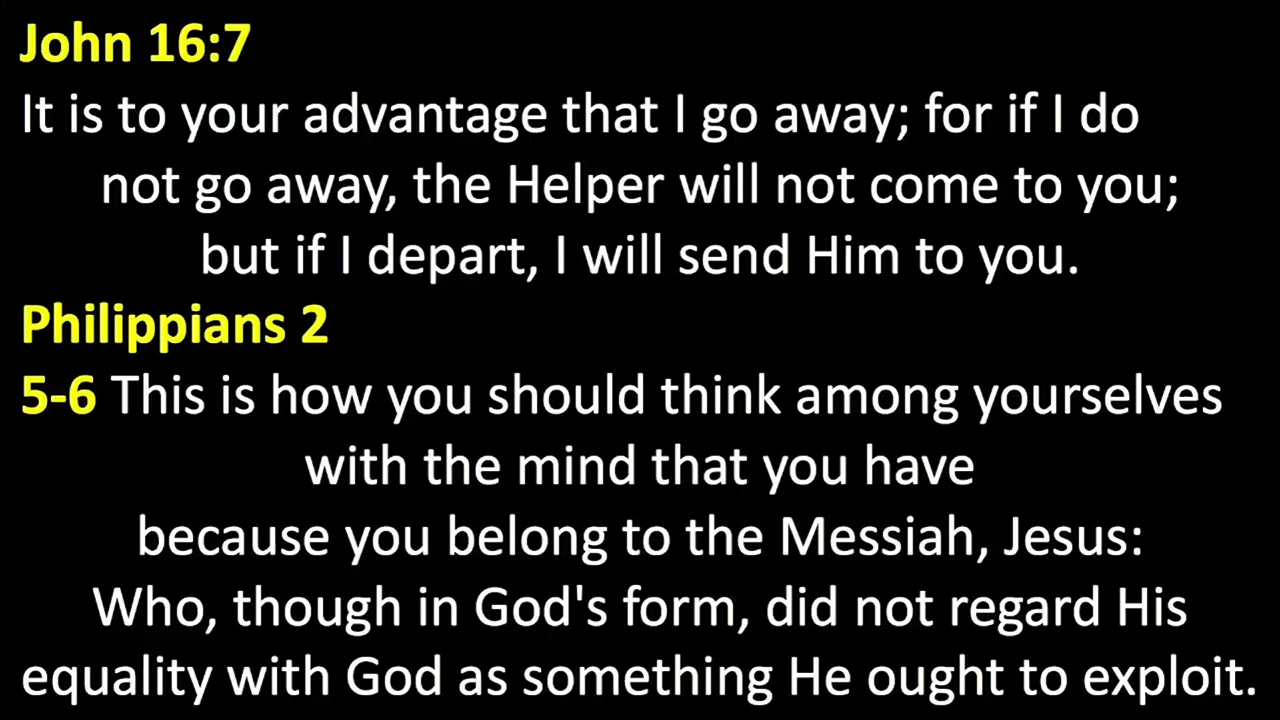 John 16:7
It is to your advantage that I go away; for if I do
not go away, the Helper will not come to you;
but if I depart, I will send Him to you.
Philippians 2
5-6 This is how you should think among yourselves
with the mind that you have
because you belong to the Messiah, Jesus:
Who, though in God's form, did not regard His
equality with God as something He ought to exploit.